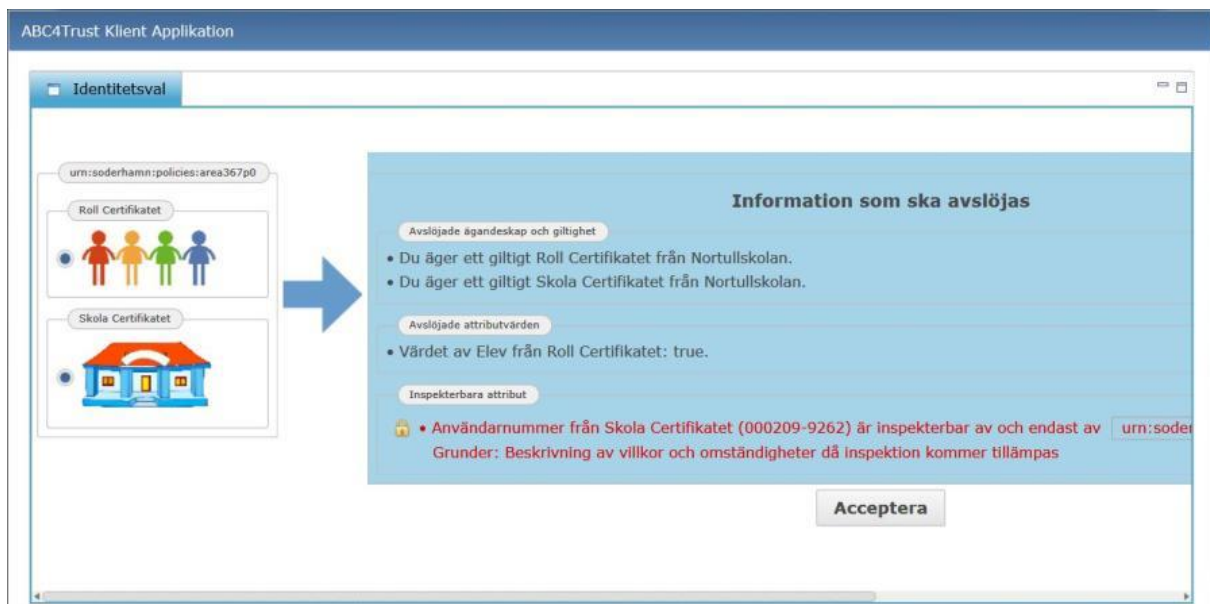 ABC4Trust Klient Applikation
Identitetsval
urn:soderhamn:policies:area367p0
Roll Certifikatet
Skola Certifikatet
Information som ska avslöjas
Avslöjade ägandeskap och giltighet
• Du äger ett giltigt Roll Certifikatet från Nortullskolan.
• Du äger ett giltigt Skola Certifikatet från Nortullskolan.
Avslöjade attributvärden
• Värdet av Elev från Roll Certifikatet: true.
Inspekterbara attribut
• Användarnummer från Skola Certifikatet (000209-9262) är inspekterbar av och endast av urn:soder
Grunder: Beskrivning av villkor och omständigheter då inspektion kommer tillämpas
Acceptera